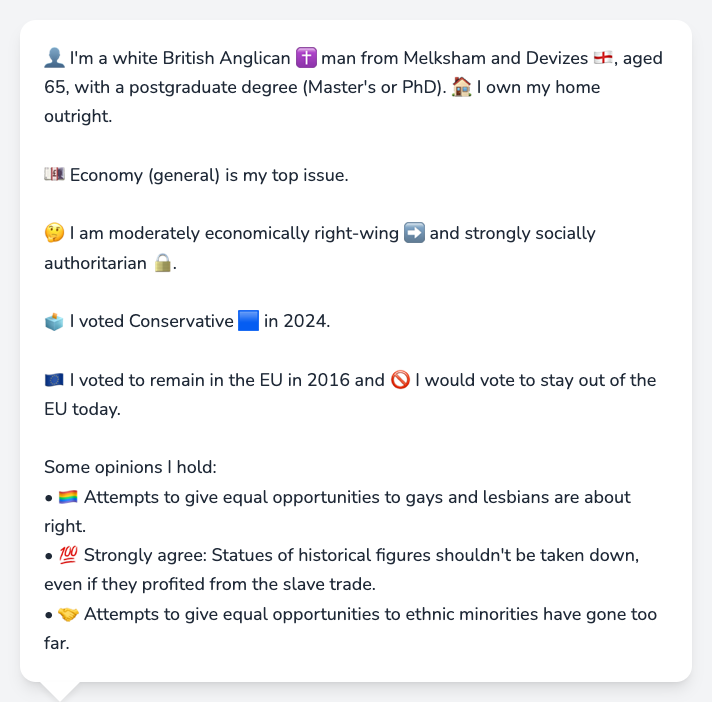 👤 I'm a white British Anglican ✝️ man from Melksham and Devizes 🏴󠁧󠁢󠁥󠁮󠁧󠁿, aged
65, with a postgraduate degree (Master's or PhD). 🏠 I own my home
outright.
💷 Economy (general) is my top issue.
🤔 I am moderately economically right-wing ➡️ and strongly socially
authoritarian 🔒.
🗳️ I voted Conservative 🟦 in 2024.
🇪🇺 I voted to remain in the EU in 2016 and 🚫 I would vote to stay out of the
EU today.
Some opinions I hold:
• 🏳️‍🌈 Attempts to give equal opportunities to gays and lesbians are about
right.
• 💯 Strongly agree: Statues of historical figures shouldn't be taken down,
even if they profited from the slave trade.
• 🤝 Attempts to give equal opportunities to ethnic minorities have gone too
far.